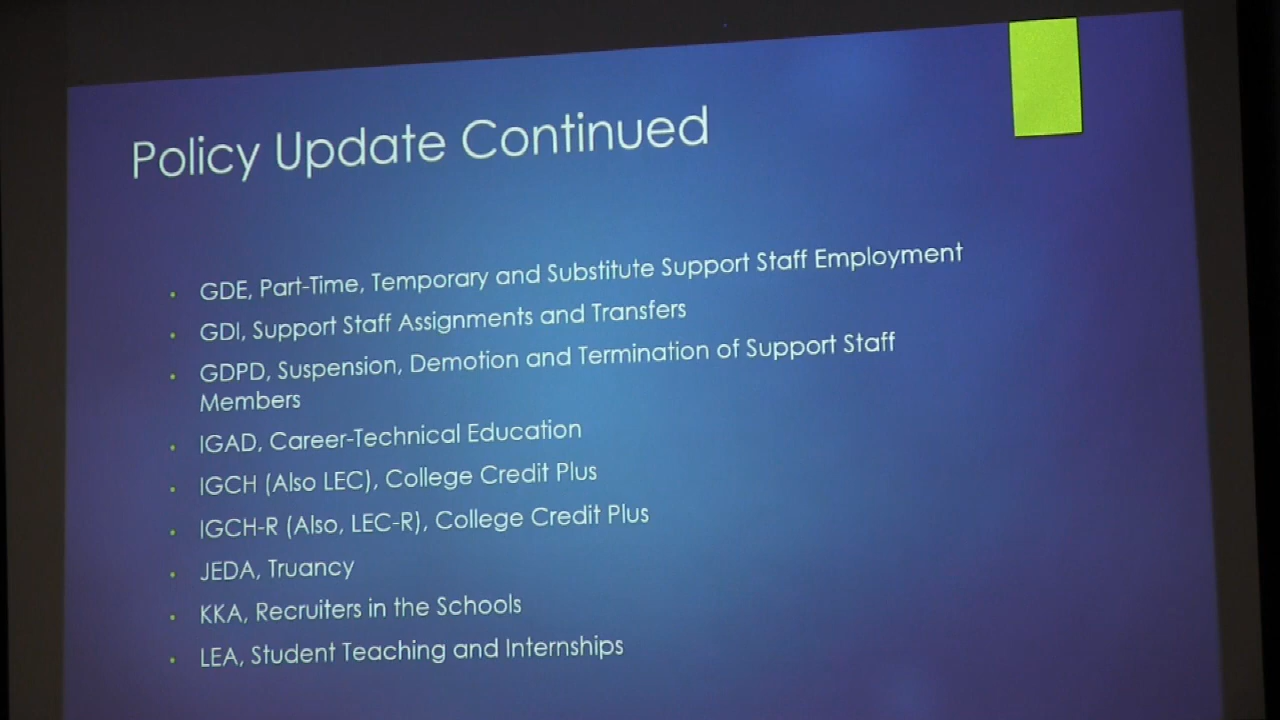 Policy Update Continued
GDE, Part-Time, Temporary and Substitute Support Staff Employment
GDI, Support Staff Assignments and Transfers
GDPD, Suspension, Demotion and Termination of Support Staff
Members
IGAD, Career-Technical Education
IGCH (Also LEC), College Credit Plus
IGCH-R (Also, LEC-R), College Credit Plus
JEDA, Truancy
KKA, Recruiters in the Schools
LEA, Student Teaching and Internships